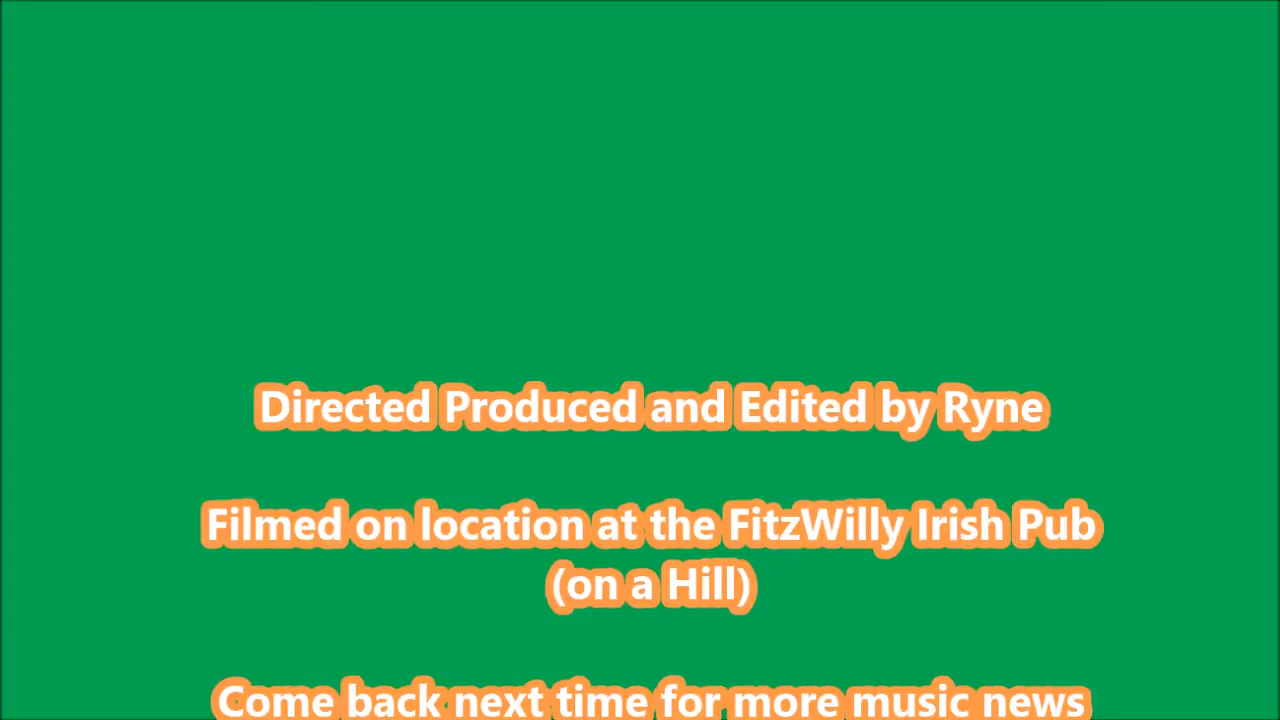 Directed Produced and Edited by Ryne
Filmed on location at the FitzWilly Irish Pub
(on a Hill)
Come back next time for more music news